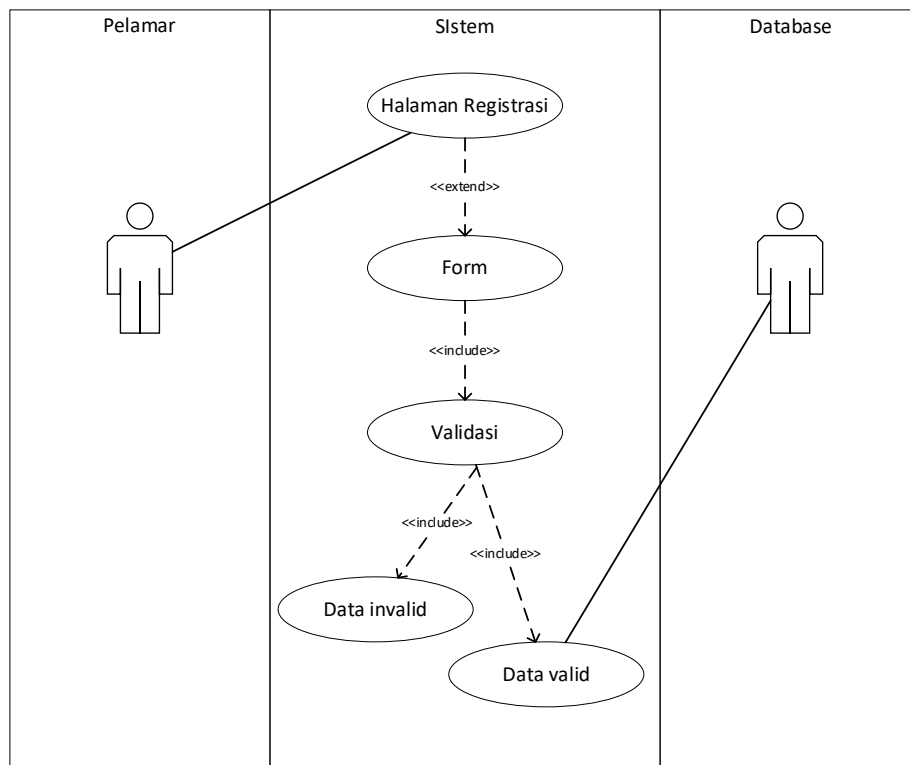 Pelamar
SIstem
Database
Halaman Registrasi
<<extend>>
Form
<<include>>
Validasi
<<include>>
<<include>>
Data invalid
Data valid